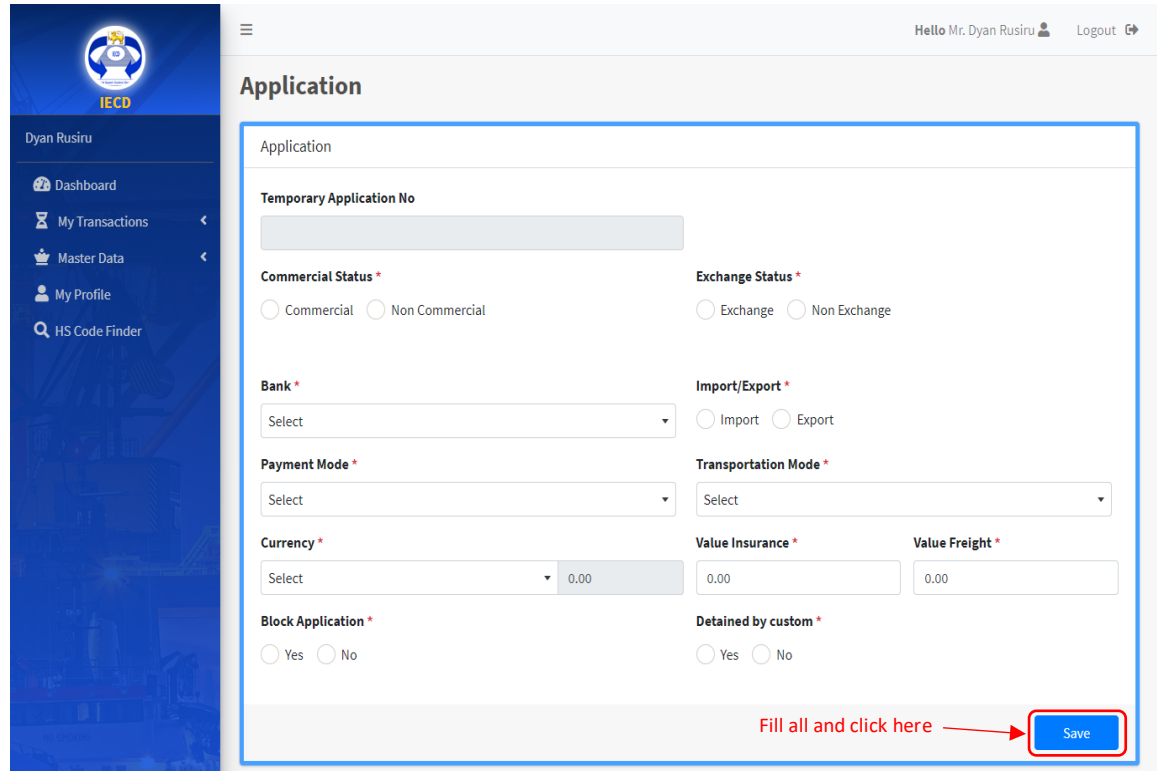 Hello Mr. Dyan Rusiru Logout
IECD
Dyan Rusiru
Dashboard
My Transactions
Master Data
My Profile
HS Code Finder
Application
Application
Temporary Application No
Commercial Status * Exchange Status *
Commercial Non Commercial Exchange Non Exchange
Bank * Import/Export *
Select Import Export
Payment Mode * Transportation Mode *
Select Select
Currency * Value Insurance * Value Freight *
Select 0.00 0.00 0.00
Block Application * Detained by custom *
Yes No Yes No
Fill all and click here Save